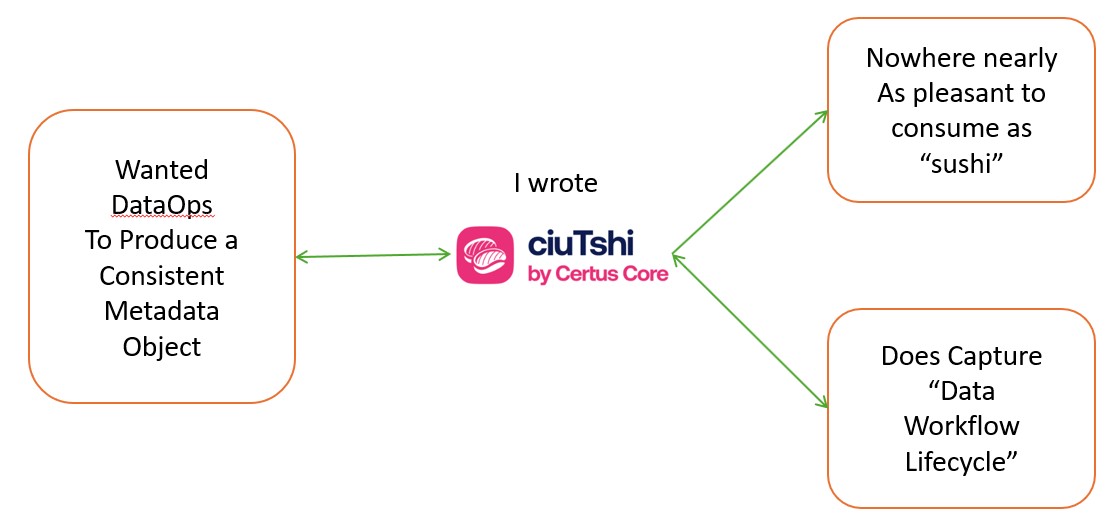 Wanted
DataOps
To Produce a
Consistent
Metadata
Object
I wrote
ciuTshi
by Certus Core
Nowhere nearly
As pleasant to
consume as
“sushi”
Does Capture
“Data
Workflow
Lifecycle”